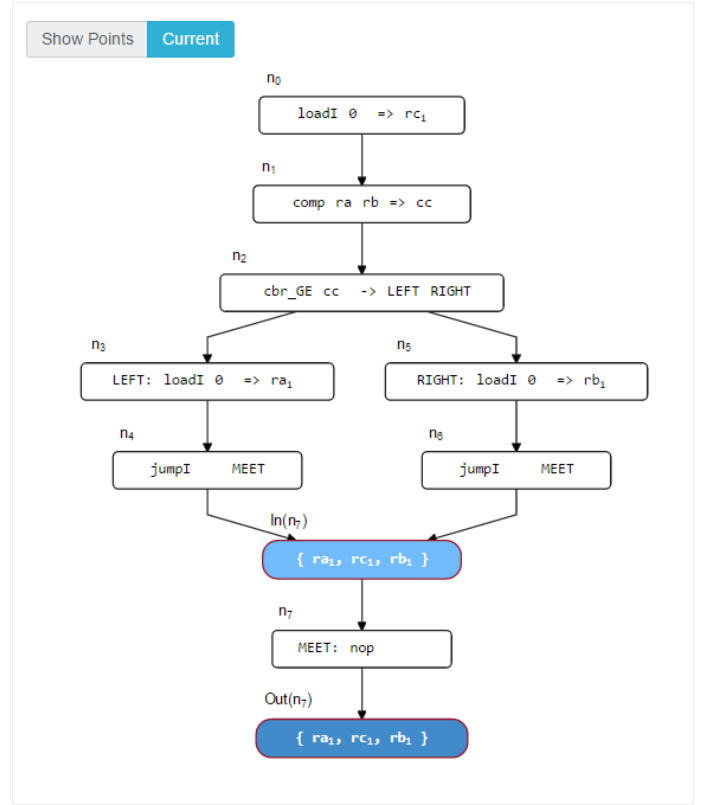 Show Points Current
n₀
loadI 0 => rc₁
n₁
comp ra rb => cc
n₂
cbr_GE cc -> LEFT RIGHT
n₃ n₅
LEFT: loadI 0 => ra₁ RIGHT: loadI 0 => rb₁
n₄ n₆
jumpI MEET jumpI MEET
In(n₇)
{ ra₁, rc₁, rb₁ }
n₇
MEET: nop
Out(n₇)
{ ra₁, rc₁, rb₁ }